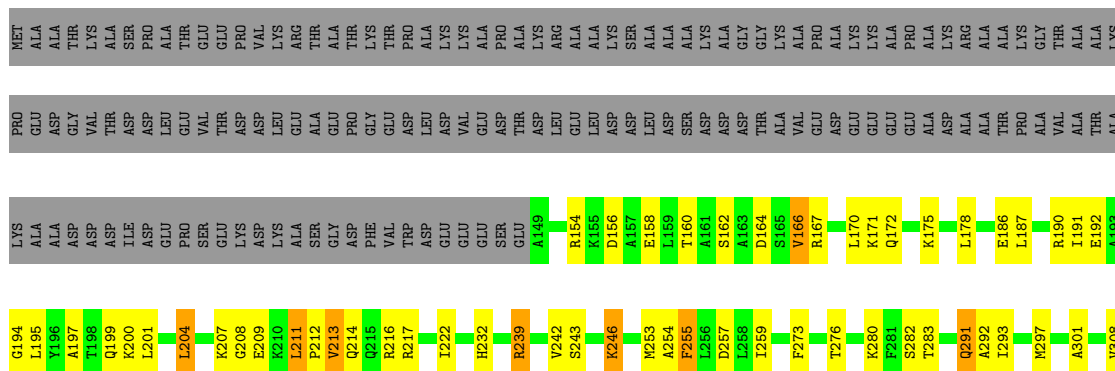 MET ALA ALA THR LYS ALA SER PRO ALA THR GLU GLU PRO VAL LYS ARG THR ALA THR LYS THR PRO ALA LYS LYS ALA PRO ALA LYS ARG ALA ALA LYS SER ALA ALA ALA LYS ALA GLY GLY LYS ALA PRO ALA LYS LYS ALA PRO ALA LYS ARG ALA ALA LYS GLY THR ALA ALA LYS
PRO GLU ASP GLY VAL THR ASP ASP LEU GLU VAL THR ASP ASP LEU GLU ALA GLU PRO GLY GLU ASP LEU ASP VAL GLU ASP THR ASP LEU GLU LEU ASP ASP LEU ASP SER ASP ASP ASP THR ALA VAL GLU ASP GLU GLU GLU GLU ALA ASP ALA ALA THR PRO ALA VAL ALA THR ALA
LYS ALA ALA ASP ASP ASP ILE ASP GLU PRO SER GLU LYS ASP LYS ALA SER GLY ASP PHE VAL TRP ASP GLU GLU GLU SER GLU A149 R154 K155 D156 A157 E158 L159 T160 A161 S162 A163 D164 S165 V166 R167 L170 K171 Q172 K175 L178 E186 L187 R190 I191 E192 A193
G194 L195 Y196 A197 T198 Q199 K200 L201 L204 K207 G208 E209 K210 L211 P212 V213 Q214 Q215 R216 R217 I222 H232 R239 V242 S243 K246 M253 A254 F255 L256 D257 L258 I259 F273 T276 K280 F281 S282 T283 Q291 A292 I293 M297 A301 V308